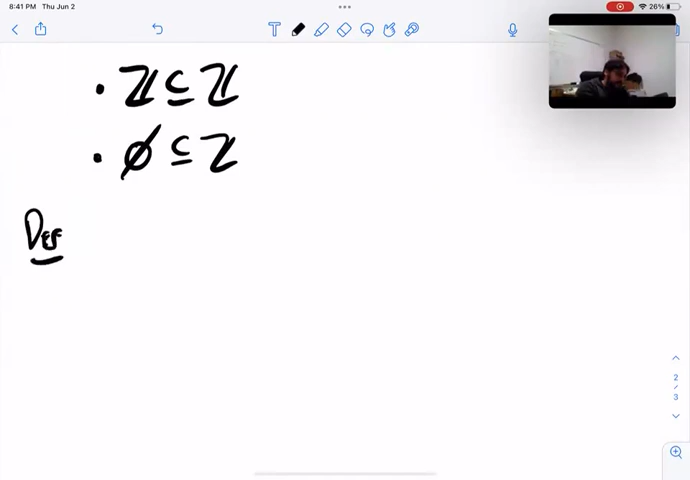 8:41 PM Thu Jun 2
26%
• ℤ ⊆ ℤ
• ∅ ⊆ ℤ
Def
2
/
3